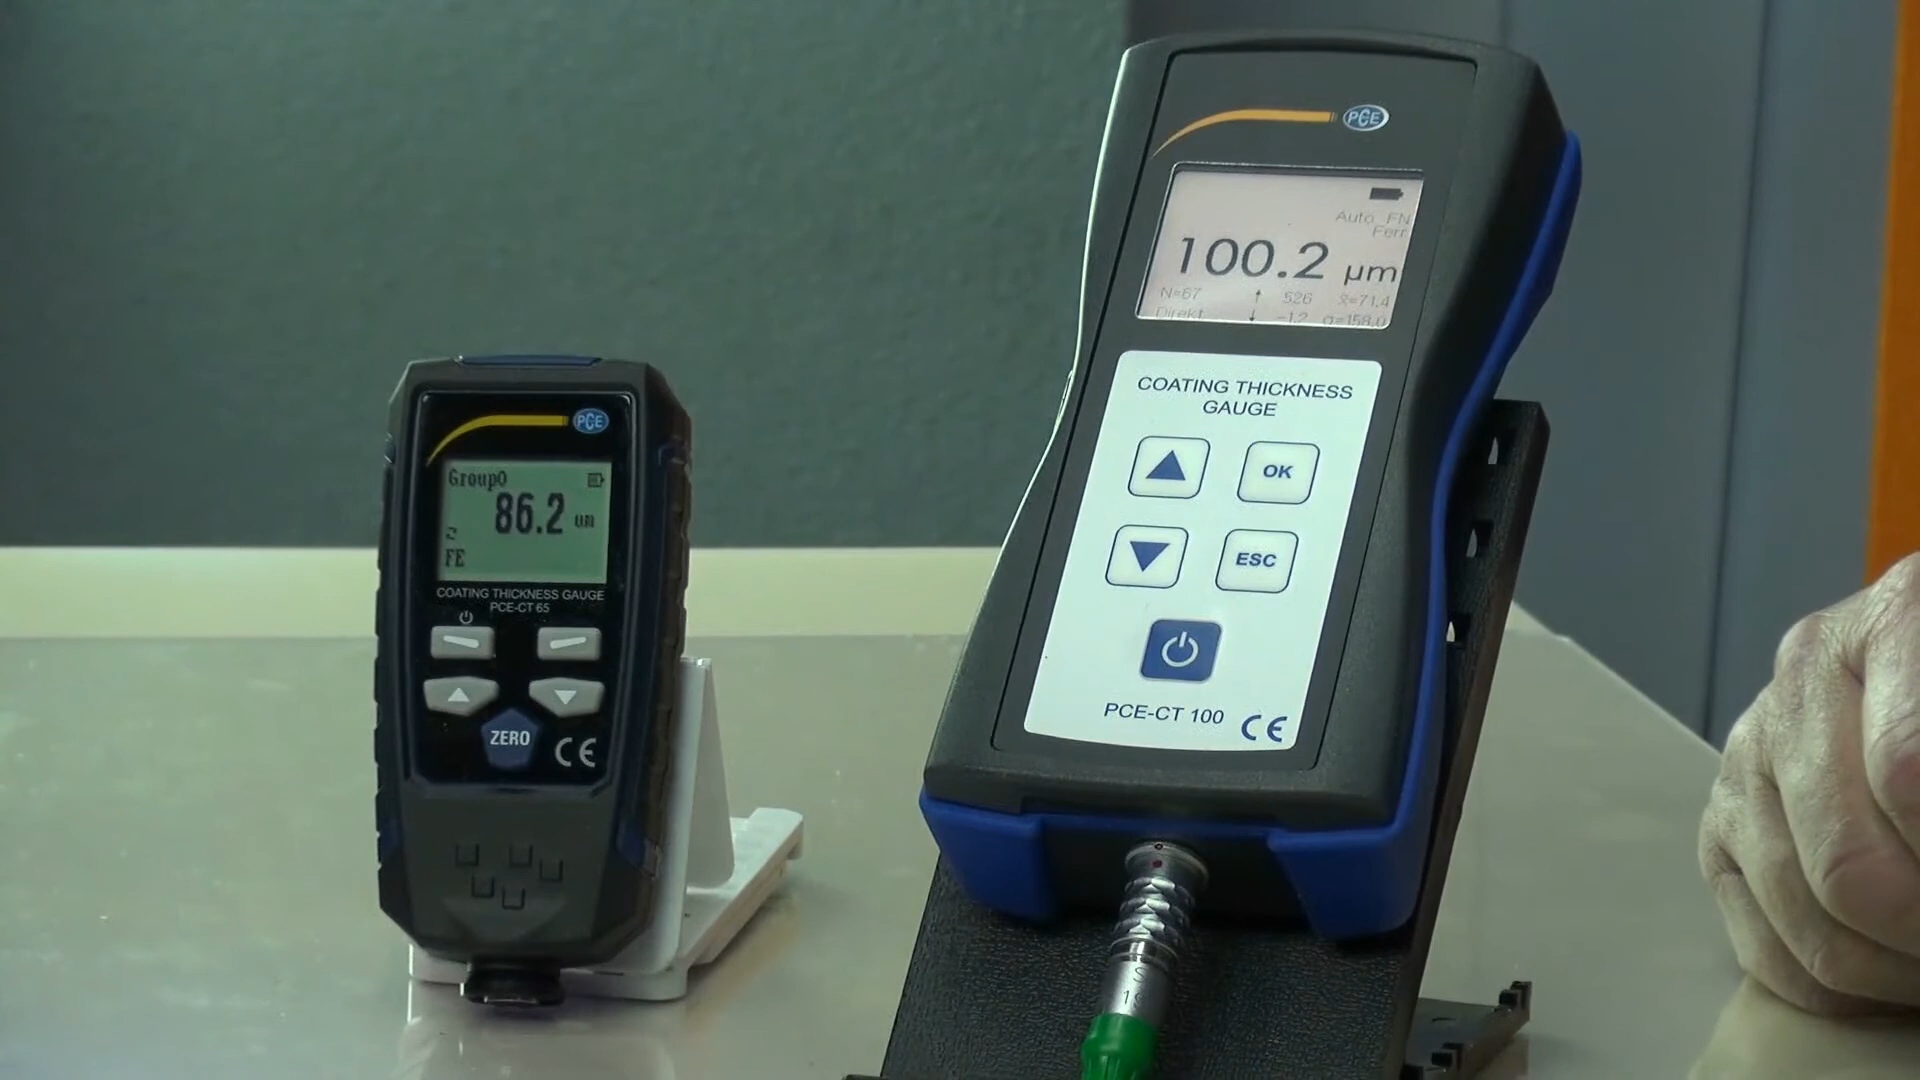 PCE
Group0
86.2 um
FE
COATING THICKNESS GAUGE
PCE-CT 65
ZERO
CE
PCE
Auto_FN
Ferr
100.2 µm
N=67 526 x̄=71.4
Direkt -1.2 σ=158.0
COATING THICKNESS
GAUGE
OK
ESC
PCE-CT 100 CE